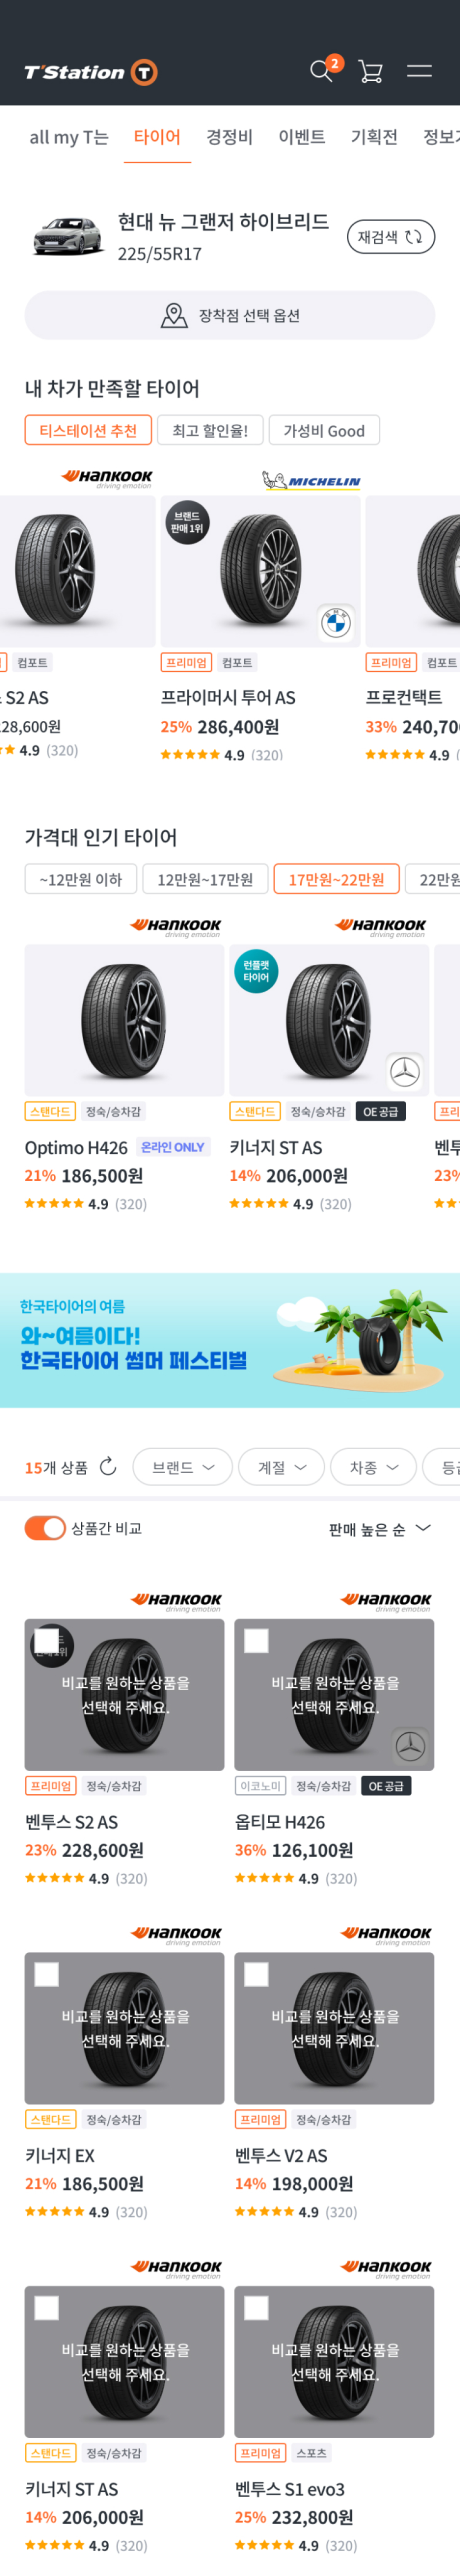 T'Station T
2
all my T는 타이어 경정비 이벤트 기획전
현대 뉴 그랜저 하이브리드
225/55R17
재검색
장착점 선택 옵션
내 차가 만족할 타이어
티스테이션 추천 최고 할인율! 가성비 Good
HANKOOK
driving emotion
MICHELIN
브랜드
판매 1위
컴포트 프리미엄 컴포트 프리미엄 컴포트
S2 AS 프라이머시 투어 AS 프로컨택트
28,600원 25% 286,400원 33% 240,70
4.9 (320) 4.9 (320) 4.9
가격대 인기 타이어
~12만원 이하 12만원~17만원 17만원~22만원 22만원
HANKOOK
driving emotion
HANKOOK
driving emotion
런플랫
타이어
스탠다드 정숙/승차감 스탠다드 정숙/승차감 OE 공급 프리
Optimo H426 온라인 ONLY 키너지 ST AS 벤투
21% 186,500원 14% 206,000원 23%
4.9 (320) 4.9 (320)
한국타이어의 여름
와~여름이다!
한국타이어 썸머 페스티벌
15개 상품 브랜드 계절 차종 등급
상품간 비교 판매 높은 순
HANKOOK
driving emotion
HANKOOK
driving emotion
비교를 원하는 상품을
선택해 주세요.
비교를 원하는 상품을
선택해 주세요.
프리미엄 정숙/승차감 이코노미 정숙/승차감 OE 공급
벤투스 S2 AS 옵티모 H426
23% 228,600원 36% 126,100원
4.9 (320) 4.9 (320)
HANKOOK
driving emotion
HANKOOK
driving emotion
비교를 원하는 상품을
선택해 주세요.
비교를 원하는 상품을
선택해 주세요.
스탠다드 정숙/승차감 프리미엄 정숙/승차감
키너지 EX 벤투스 V2 AS
21% 186,500원 14% 198,000원
4.9 (320) 4.9 (320)
HANKOOK
driving emotion
HANKOOK
driving emotion
비교를 원하는 상품을
선택해 주세요.
비교를 원하는 상품을
선택해 주세요.
스탠다드 정숙/승차감 프리미엄 스포츠
키너지 ST AS 벤투스 S1 evo3
14% 206,000원 25% 232,800원
4.9 (320) 4.9 (320)